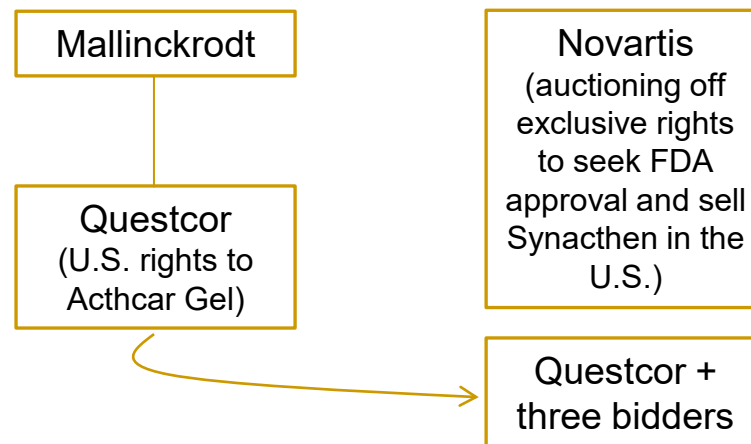 Mallinckrodt
Questcor
(U.S. rights to
Acthcar Gel)
Novartis
(auctioning off
exclusive rights
to seek FDA
approval and sell
Synacthen in the
U.S.)
Questcor +
three bidders